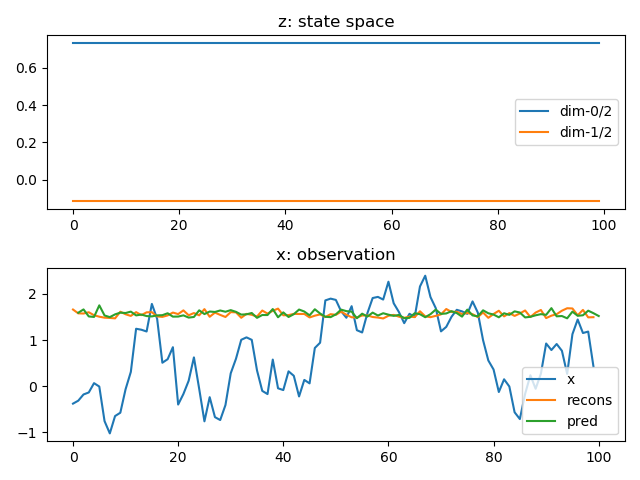 z: state space
0.6
0.4
0.2
0.0
dim-0/2
dim-1/2
0 20 40 60 80 100
x: observation
2
1
0
−1
x
recons
pred
0 20 40 60 80 100